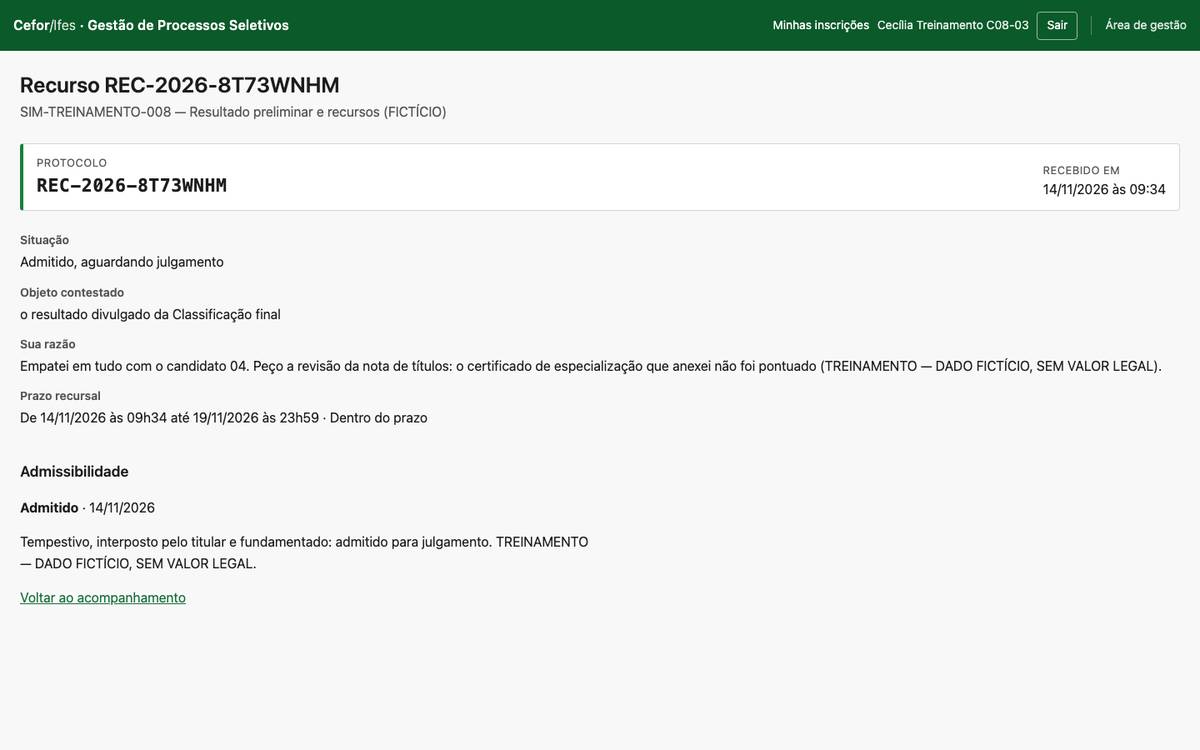 Cefor/Ifes · Gestão de Processos Seletivos
Minhas inscrições Cecília Treinamento C08-03 Sair Área de gestão
Recurso REC-2026-8T73WNHM
SIM-TREINAMENTO-008 — Resultado preliminar e recursos (FICTÍCIO)
PROTOCOLO
REC-2026-8T73WNHM
RECEBIDO EM
14/11/2026 às 09:34
Situação
Admitido, aguardando julgamento
Objeto contestado
o resultado divulgado da Classificação final
Sua razão
Empatei em tudo com o candidato 04. Peço a revisão da nota de títulos: o certificado de especialização que anexei não foi pontuado (TREINAMENTO — DADO FICTÍCIO, SEM VALOR LEGAL).
Prazo recursal
De 14/11/2026 às 09h34 até 19/11/2026 às 23h59 · Dentro do prazo
Admissibilidade
Admitido · 14/11/2026
Tempestivo, interposto pelo titular e fundamentado: admitido para julgamento. TREINAMENTO
— DADO FICTÍCIO, SEM VALOR LEGAL.
Voltar ao acompanhamento